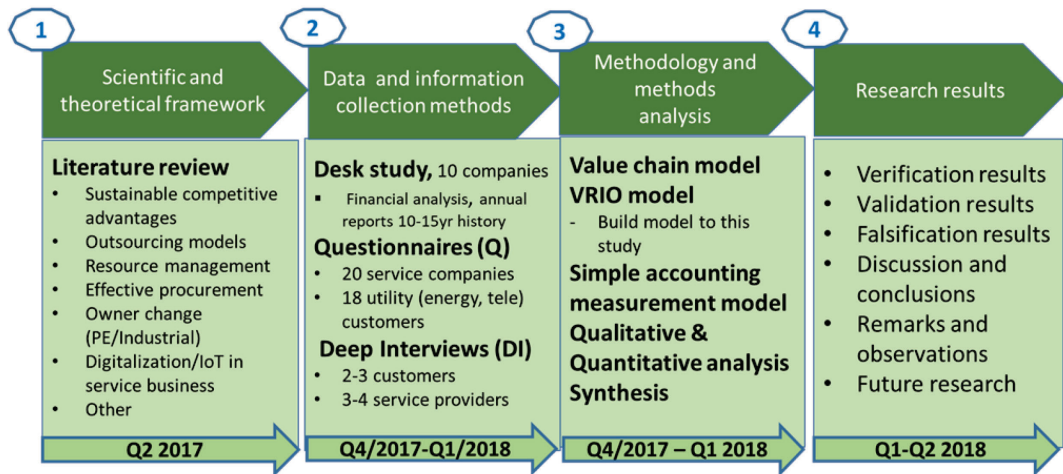 1
Scientific and
theoretical framework
Literature review
• Sustainable competitive
advantages
• Outsourcing models
• Resource management
• Effective procurement
• Owner change
(PE/Industrial)
• Digitalization/IoT in
service business
• Other
Q2 2017
2
Data and information
collection methods
Desk study, 10 companies
▪ Financial analysis, annual
reports 10-15yr history
Questionnaires (Q)
• 20 service companies
• 18 utility (energy, tele)
customers
Deep Interviews (DI)
• 2-3 customers
• 3-4 service providers
Q4/2017-Q1/2018
3
Methodology and
methods
analysis
Value chain model
VRIO model
- Build model to this
study
Simple accounting
measurement model
Qualitative &
Quantitative analysis
Synthesis
Q4/2017 – Q1 2018
4
Research results
• Verification results
• Validation results
• Falsification results
• Discussion and
conclusions
• Remarks and
observations
• Future research
Q1-Q2 2018